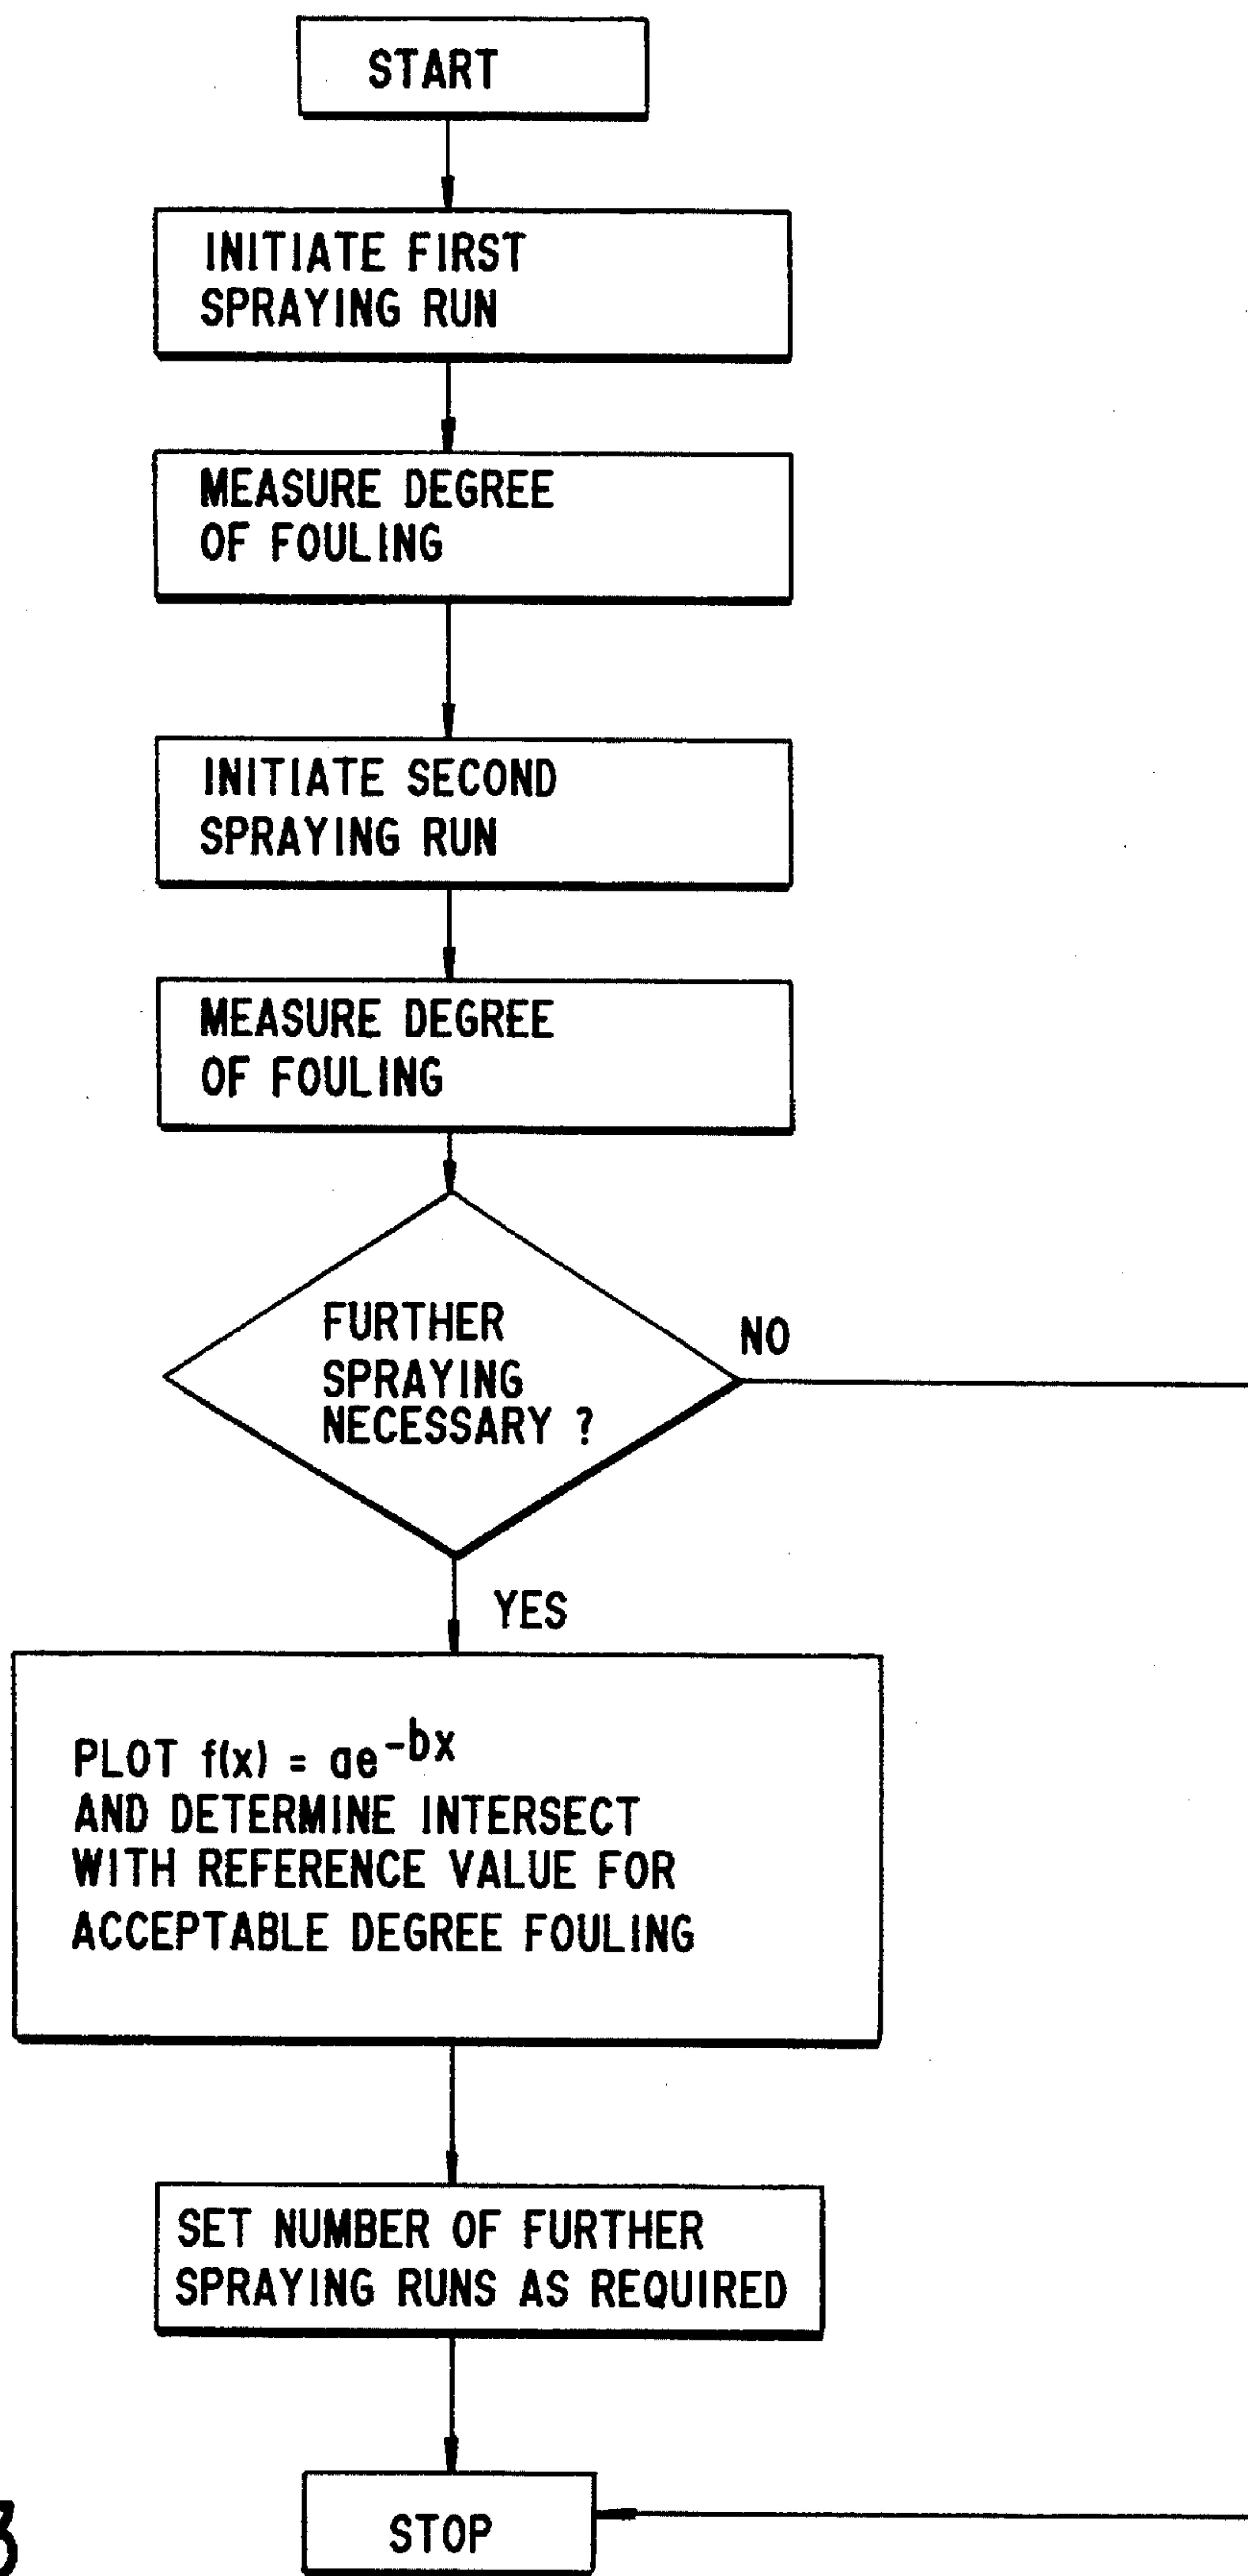 START
INITIATE FIRST
SPRAYING RUN
MEASURE DEGREE
OF FOULING
INITIATE SECOND
SPRAYING RUN
MEASURE DEGREE
OF FOULING
FURTHER
SPRAYING
NECESSARY ?
NO
YES
PLOT f(x) = ae^-bx
AND DETERMINE INTERSECT
WITH REFERENCE VALUE FOR
ACCEPTABLE DEGREE FOULING
SET NUMBER OF FURTHER
SPRAYING RUNS AS REQUIRED
STOP
3